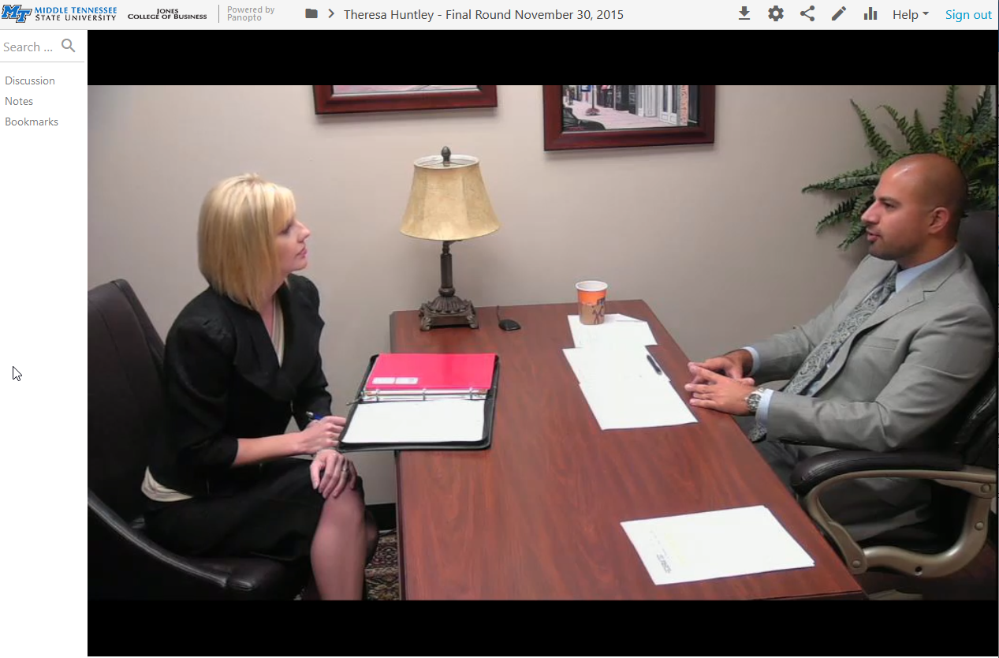 MT MIDDLE TENNESSEE
STATE UNIVERSITY
JONES
COLLEGE OF BUSINESS
Powered by
Panopto
Theresa Huntley - Final Round November 30, 2015
Help
Sign out
Search ...
Discussion
Notes
Bookmarks